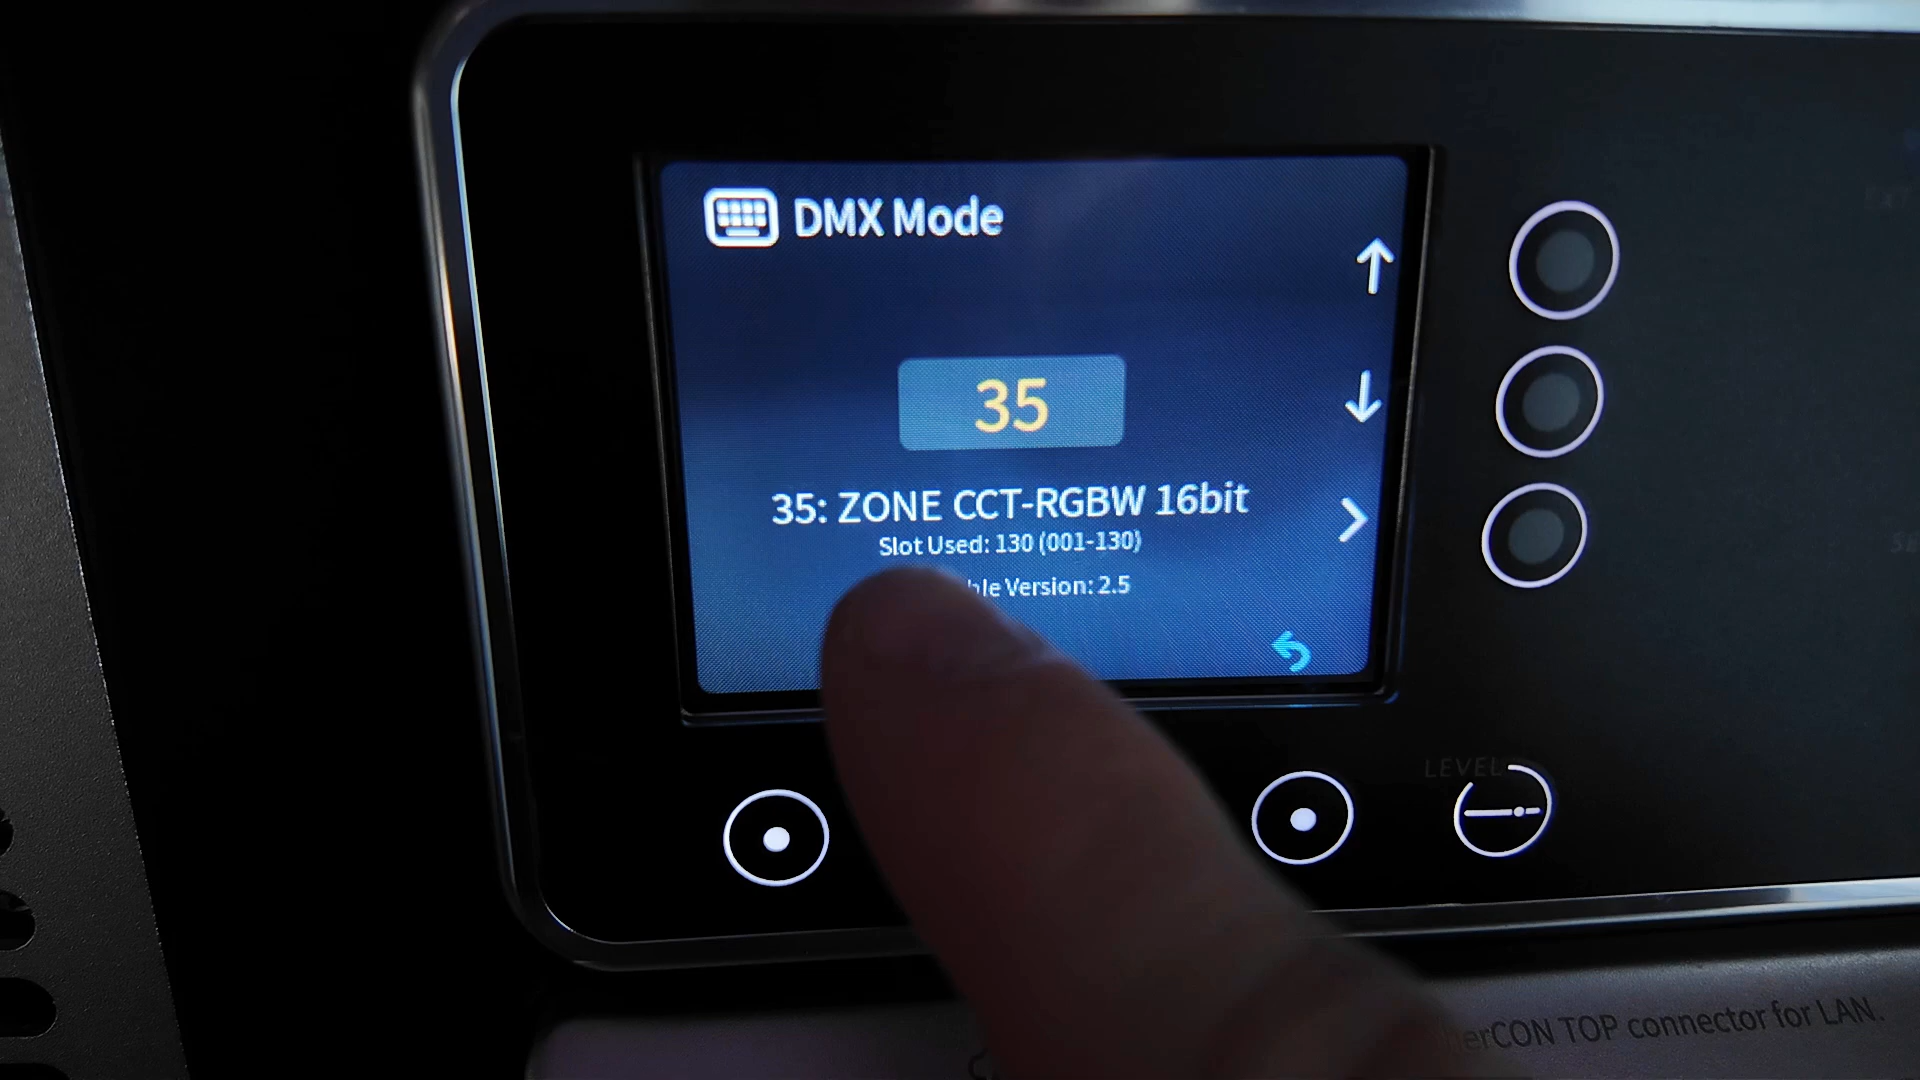 DMX Mode
35
35: ZONE CCT-RGBW 16bit
Slot Used: 130 (001-130)
Version: 2.5
LEVEL
TOP connector for LAN.